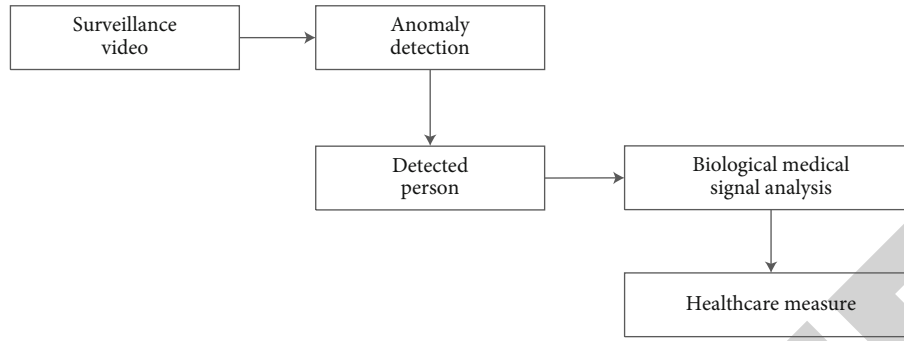 Surveillance
video
Anomaly
detection
Detected
person
Biological medical
signal analysis
Healthcare measure